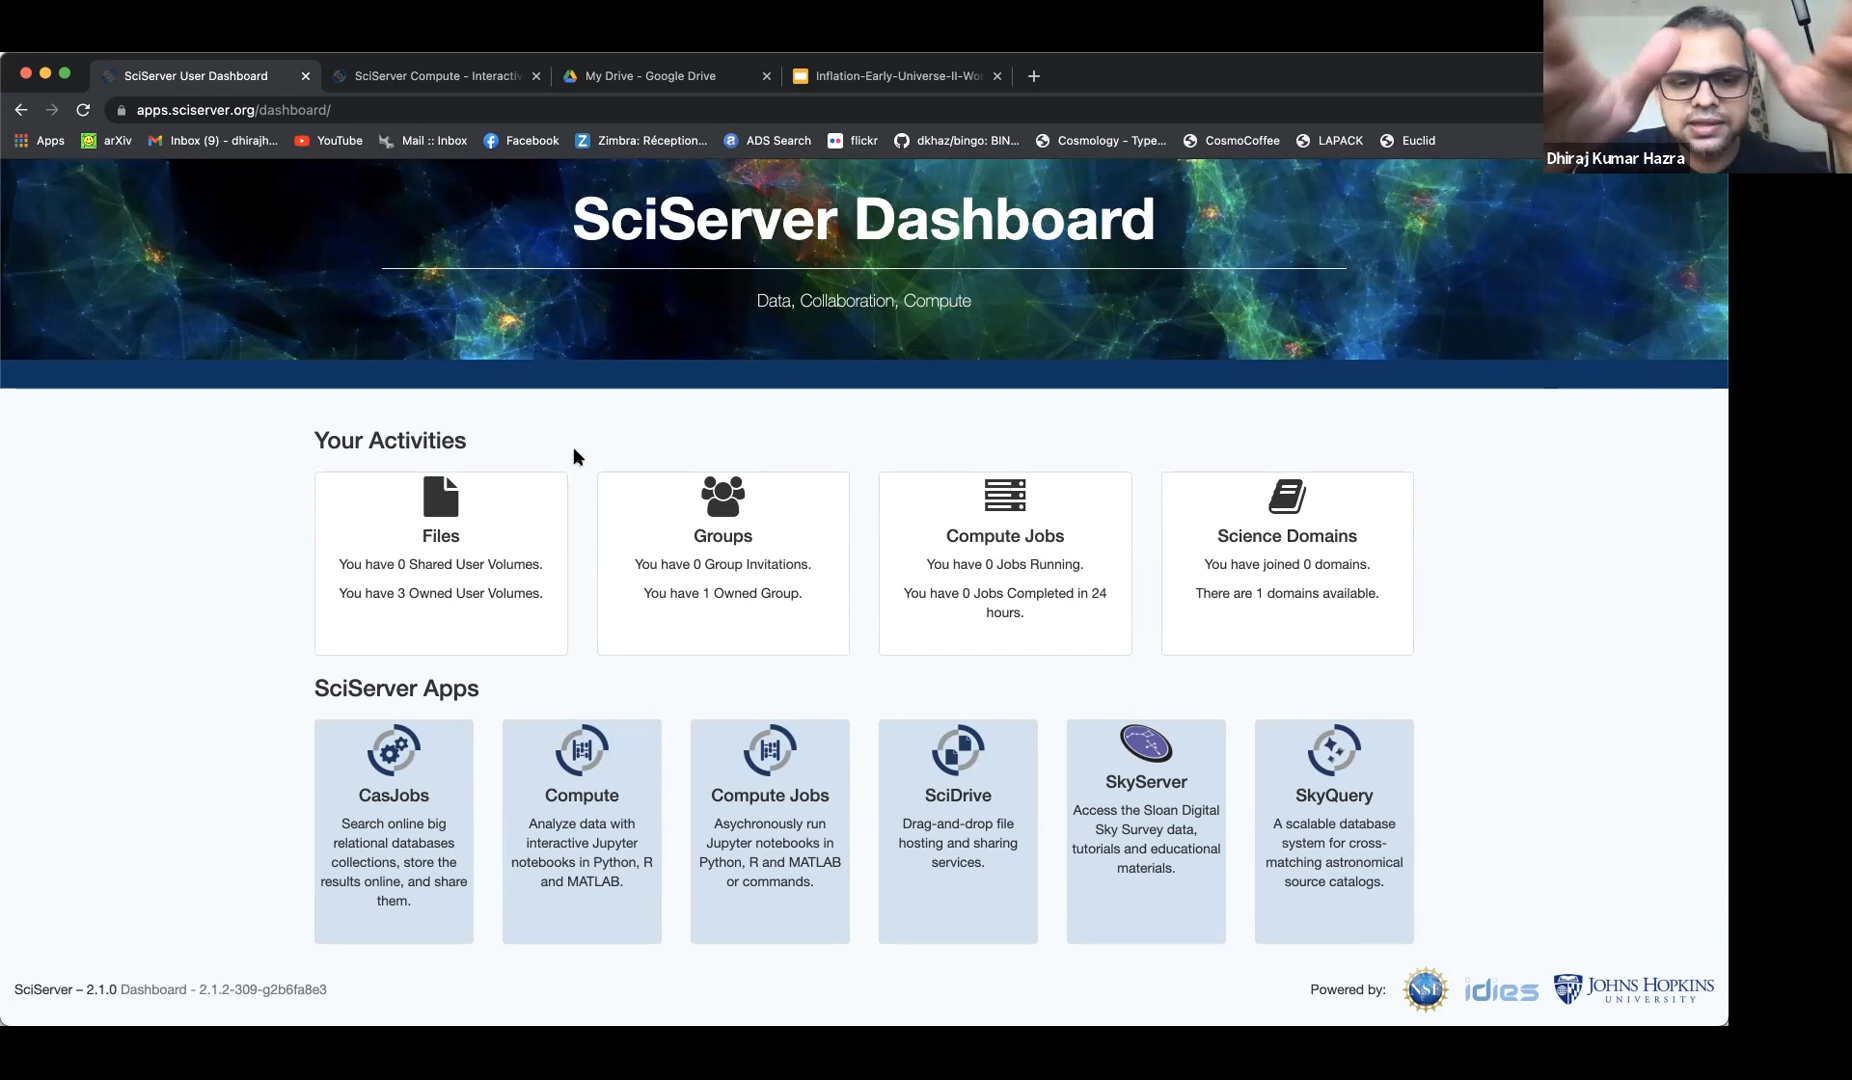 SciServer User Dashboard
SciServer Compute - Interactiv
My Drive - Google Drive
Inflation-Early-Universe-II-Wor
apps.sciserver.org/dashboard/
Apps
arXiv
Inbox (9) - dhirajh...
YouTube
Mail :: Inbox
Facebook
Zimbra: Réception...
ADS Search
flickr
dkhaz/bingo: BIN...
Cosmology - Type...
CosmoCoffee
LAPACK
Euclid
Dhiraj Kumar Hazra
SciServer Dashboard
Data, Collaboration, Compute
Your Activities
Files
You have 0 Shared User Volumes.
You have 3 Owned User Volumes.
Groups
You have 0 Group Invitations.
You have 1 Owned Group.
Compute Jobs
You have 0 Jobs Running.
You have 0 Jobs Completed in 24
hours.
Science Domains
You have joined 0 domains.
There are 1 domains available.
SciServer Apps
CasJobs
Search online big
relational databases
collections, store the
results online, and share
them.
Compute
Analyze data with
interactive Jupyter
notebooks in Python, R
and MATLAB.
Compute Jobs
Asychronously run
Jupyter notebooks in
Python, R and MATLAB
or commands.
SciDrive
Drag-and-drop file
hosting and sharing
services.
SkyServer
Access the Sloan Digital
Sky Survey data,
tutorials and educational
materials.
SkyQuery
A scalable database
system for cross-
matching astronomical
source catalogs.
SciServer – 2.1.0 Dashboard - 2.1.2-309-g2b6fa8e3
Powered by:
NSF
idies
JOHNS HOPKINS
UNIVERSITY